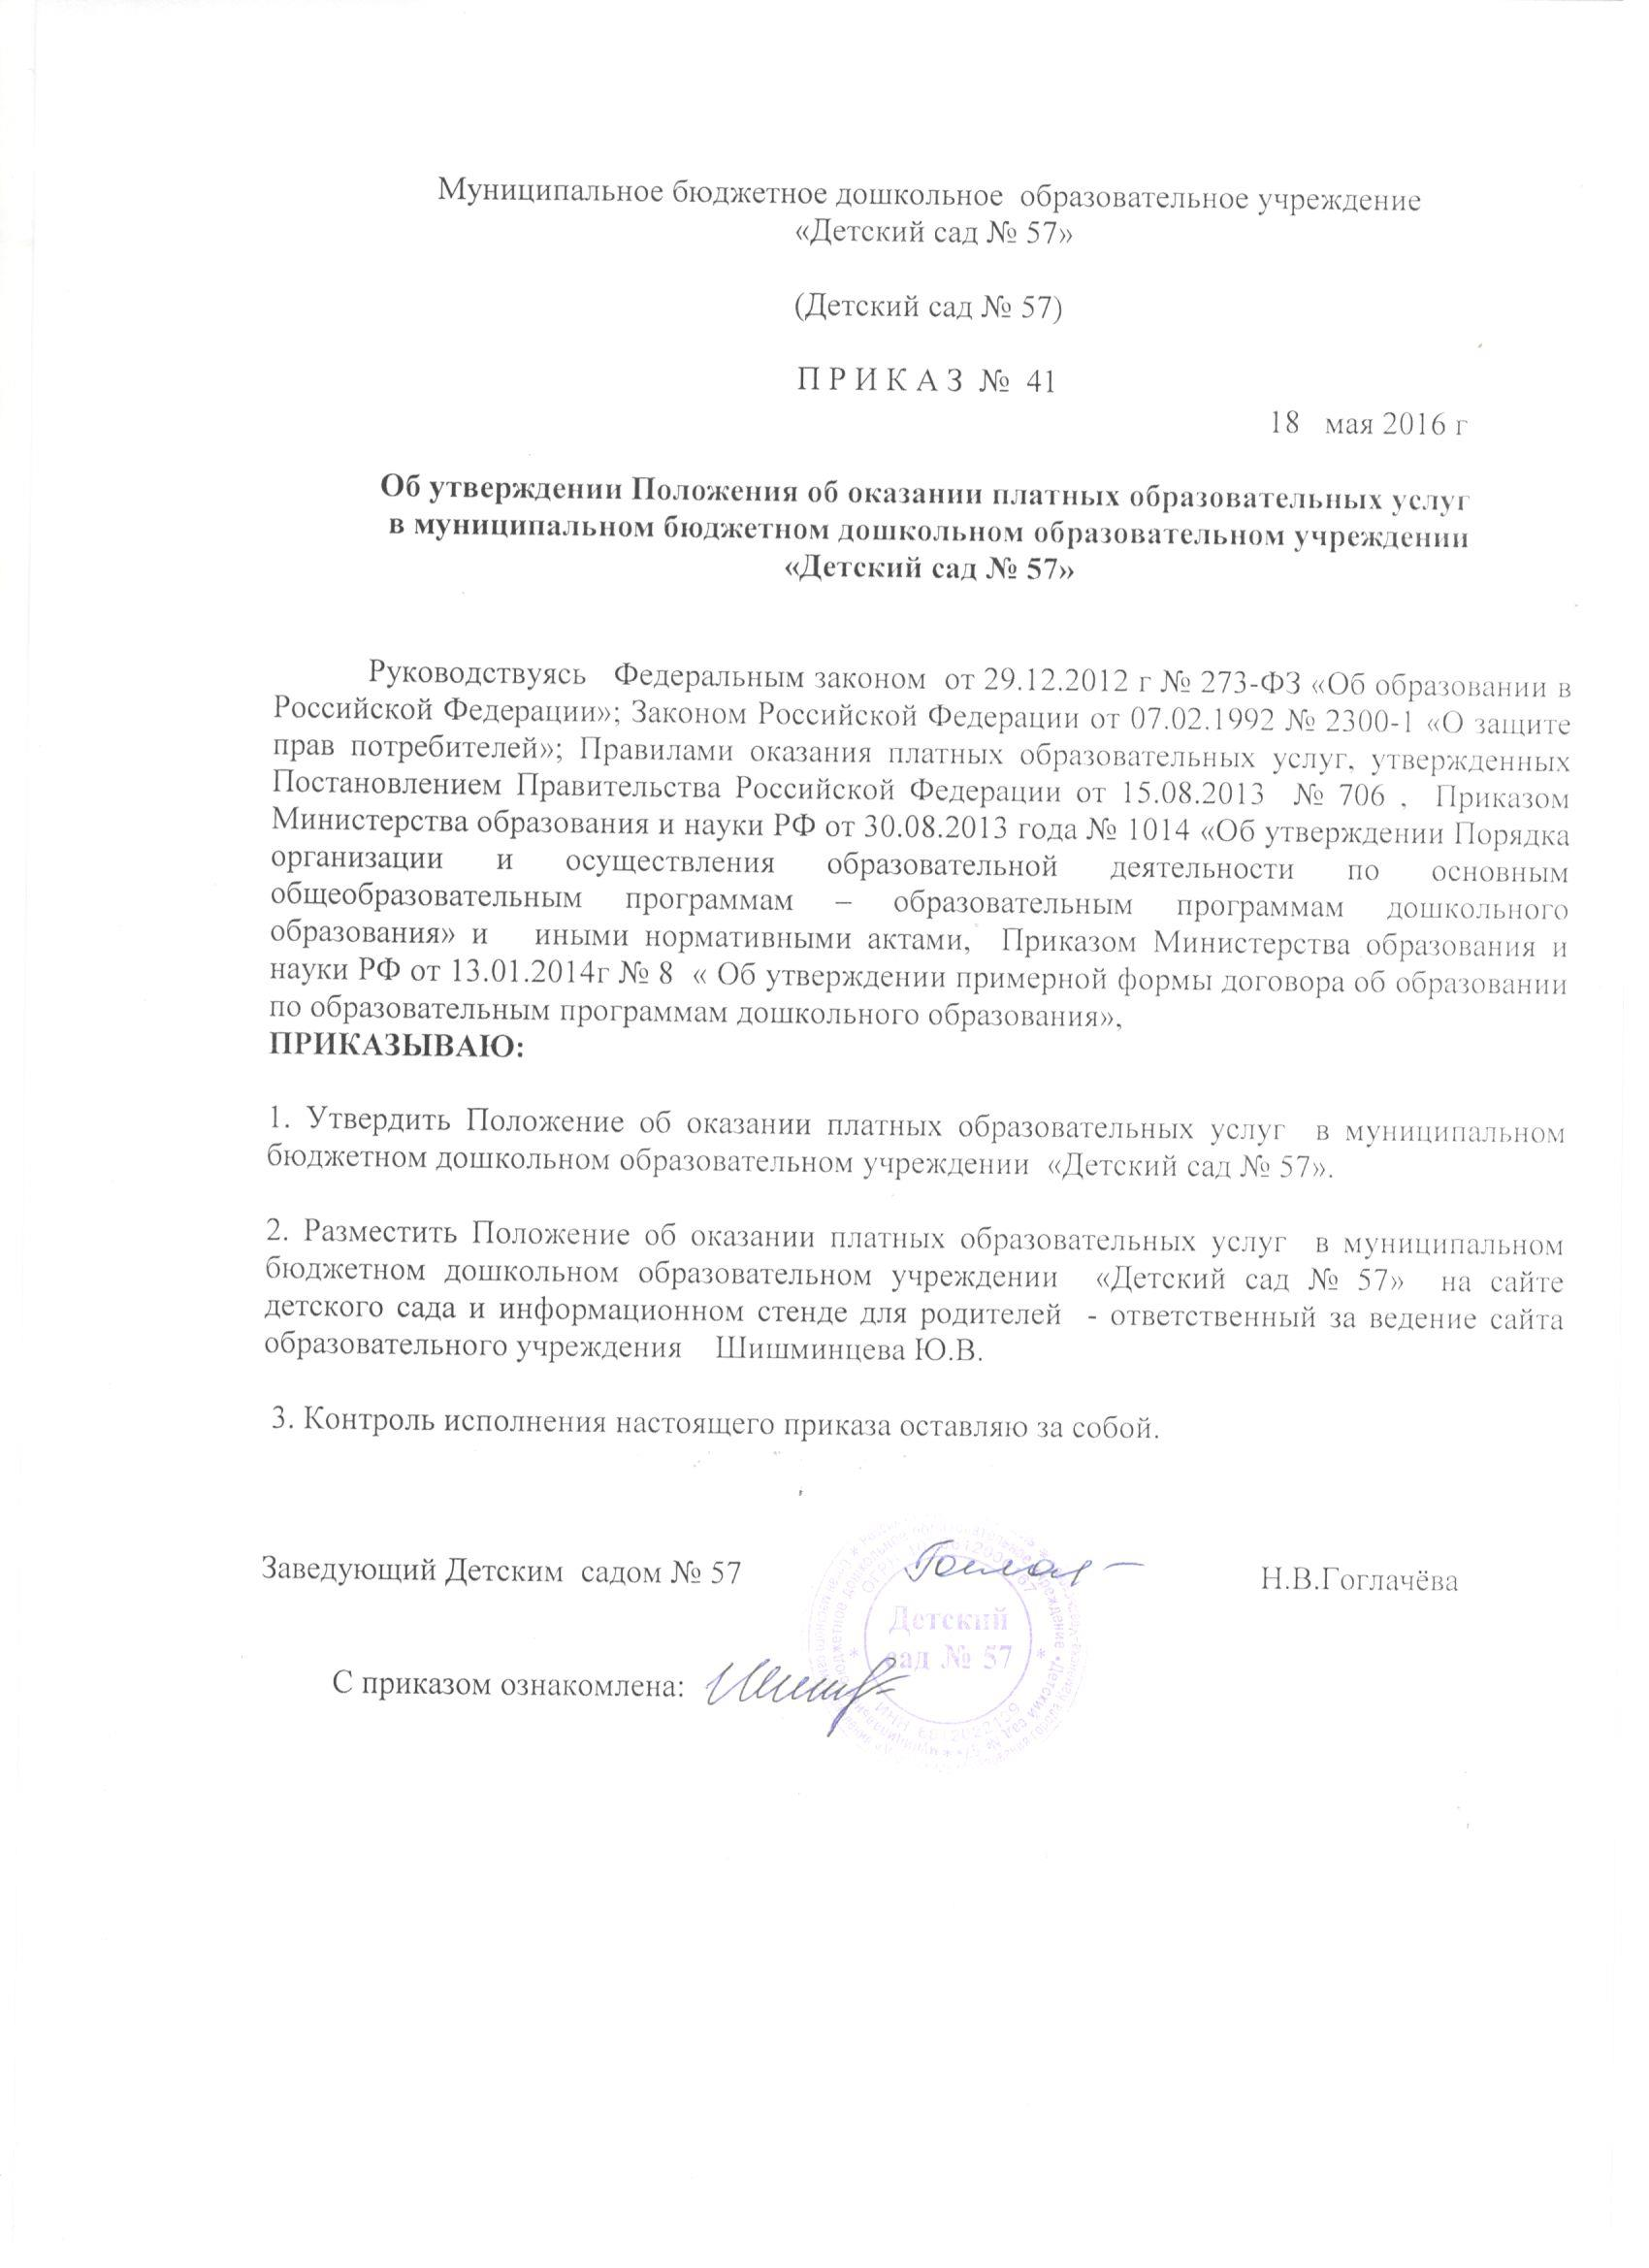 Муниципальное бюджетное дошкольное образовательное учреждение
«Детский сад № 57»
(Детский сад № 57)
П Р И К А З № 41
18 мая 2016 г
Об утверждении Положения об оказании платных образовательных услуг
в муниципальном бюджетном дошкольном образовательном учреждении
«Детский сад № 57»
Руководствуясь Федеральным законом от 29.12.2012 г № 273-ФЗ «Об образовании в
Российской Федерации»; Законом Российской Федерации от 07.02.1992 № 2300-1 «О защите
прав потребителей»; Правилами оказания платных образовательных услуг, утвержденных
Постановлением Правительства Российской Федерации от 15.08.2013 № 706 , Приказом
Министерства образования и науки РФ от 30.08.2013 года № 1014 «Об утверждении Порядка
организации и осуществления образовательной деятельности по основным
общеобразовательным программам – образовательным программам дошкольного
образования» и иными нормативными актами, Приказом Министерства образования и
науки РФ от 13.01.2014г № 8 « Об утверждении примерной формы договора об образовании
по образовательным программам дошкольного образования»,
ПРИКАЗЫВАЮ:
1. Утвердить Положение об оказании платных образовательных услуг в муниципальном
бюджетном дошкольном образовательном учреждении «Детский сад № 57».
2. Разместить Положение об оказании платных образовательных услуг в муниципальном
бюджетном дошкольном образовательном учреждении «Детский сад № 57» на сайте
детского сада и информационном стенде для родителей - ответственный за ведение сайта
образовательного учреждения Шишминцева Ю.В.
3. Контроль исполнения настоящего приказа оставляю за собой.
Заведующий Детским садом № 57
Н.В.Гоглачёва
Детский
сад № 57
С приказом ознакомлена: